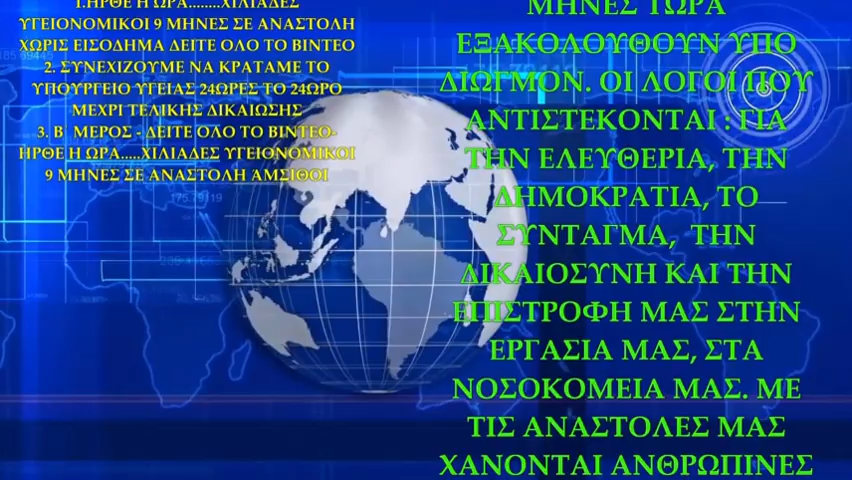 1.ΗΡΘΕ Η ΩΡΑ........ΧΙΛΙΑΔΕΣ
ΥΓΕΙΟΝΟΜΙΚΟΙ 9 ΜΗΝΕΣ ΣΕ ΑΝΑΣΤΟΛΗ
ΧΩΡΙΣ ΕΙΣΟΔΗΜΑ ΔΕΙΤΕ ΟΛΟ ΤΟ ΒΙΝΤΕΟ
2. ΣΥΝΕΧΙΖΟΥΜΕ ΝΑ ΚΡΑΤΑΜΕ ΤΟ
ΥΠΟΥΡΓΕΙΟ ΥΓΕΙΑΣ 24ΩΡΕΣ ΤΟ 24ΩΡΟ
ΜΕΧΡΙ ΤΕΛΙΚΗΣ ΔΙΚΑΙΩΣΗΣ
3. Β΄ ΜΕΡΟΣ - ΔΕΙΤΕ ΟΛΟ ΤΟ ΒΙΝΤΕΟ-
ΗΡΘΕ Η ΩΡΑ.....ΧΙΛΙΑΔΕΣ ΥΓΕΙΟΝΟΜΙΚΟΙ
9 ΜΗΝΕΣ ΣΕ ΑΝΑΣΤΟΛΗ ΑΜΣΙΘΟΙ
ΜΗΝΕΣ ΤΩΡΑ
ΕΞΑΚΟΛΟΥΘΟΥΝ ΥΠΟ
ΔΙΩΓΜΟΝ. ΟΙ ΛΟΓΟΙ ΠΟΥ
ΑΝΤΙΣΤΕΚΟΝΤΑΙ : ΓΙΑ
ΤΗΝ ΕΛΕΥΘΕΡΙΑ, ΤΗΝ
ΔΗΜΟΚΡΑΤΙΑ, ΤΟ
ΣΥΝΤΑΓΜΑ, ΤΗΝ
ΔΙΚΑΙΟΣΥΝΗ ΚΑΙ ΤΗΝ
ΕΠΙΣΤΡΟΦΗ ΜΑΣ ΣΤΗΝ
ΕΡΓΑΣΙΑ ΜΑΣ, ΣΤΑ
ΝΟΣΟΚΟΜΕΙΑ ΜΑΣ. ΜΕ
ΤΙΣ ΑΝΑΣΤΟΛΕΣ ΜΑΣ
ΧΑΝΟΝΤΑΙ ΑΝΘΡΩΠΙΝΕΣ